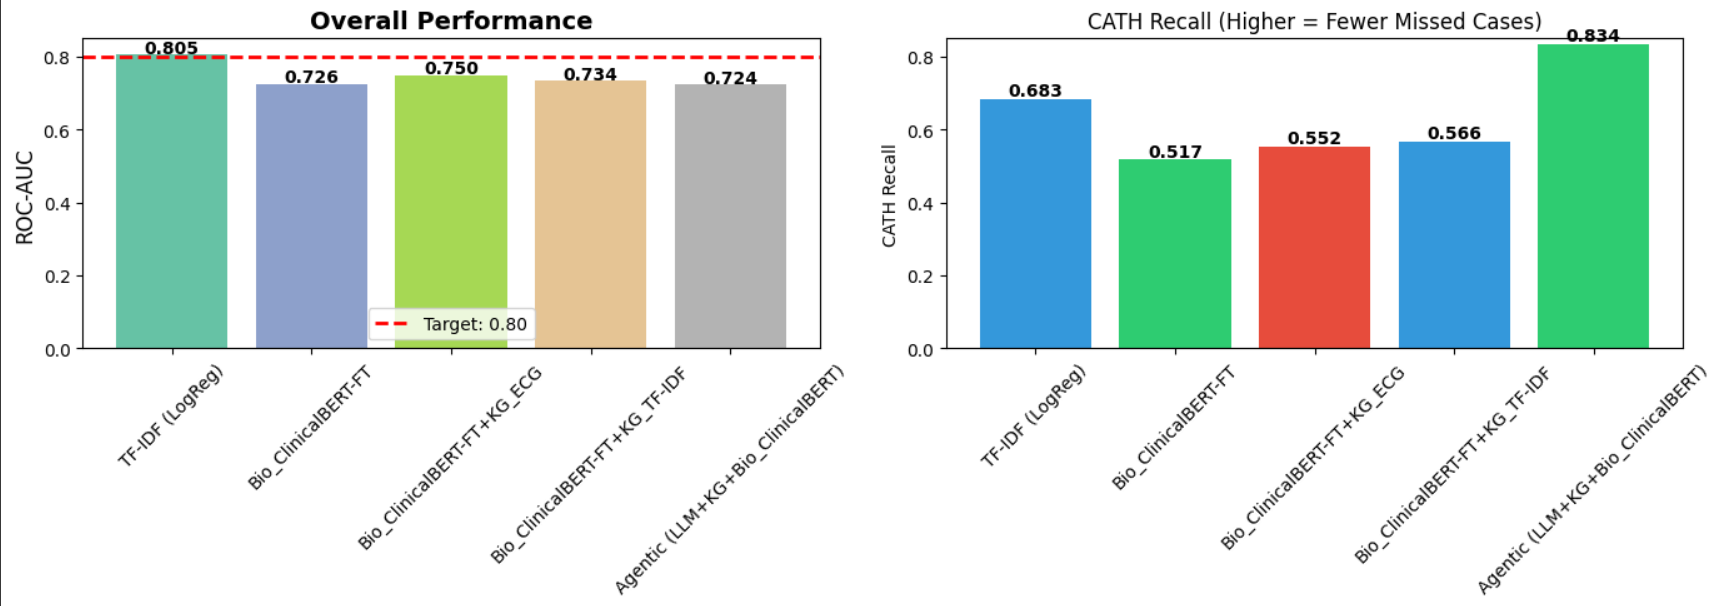 Overall Performance
ROC-AUC
0.8
0.6
0.4
0.2
0.0
0.805
0.726
0.750
0.734
0.724
Target: 0.80
TF-IDF (LogReg)
Bio_ClinicalBERT-FT
Bio_ClinicalBERT-FT+KG_ECG
Bio_ClinicalBERT-FT+KG_TF-IDF
Agentic (LLM+KG+Bio_ClinicalBERT)
CATH Recall (Higher = Fewer Missed Cases)
CATH Recall
0.8
0.6
0.4
0.2
0.0
0.683
0.517
0.552
0.566
0.834
TF-IDF (LogReg)
Bio_ClinicalBERT-FT
Bio_ClinicalBERT-FT+KG_ECG
Bio_ClinicalBERT-FT+KG_TF-IDF
Agentic (LLM+KG+Bio_ClinicalBERT)